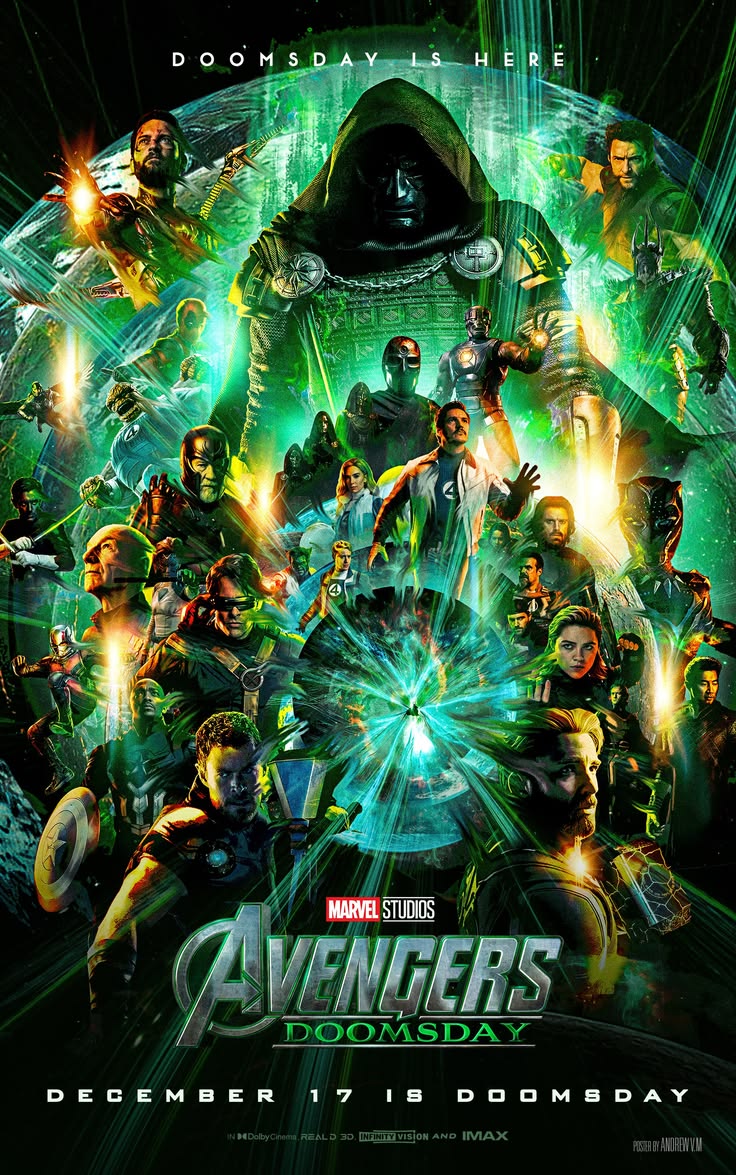 DOOMSDAY IS HERE
MARVEL STUDIOS
AVENGERS
DOOMSDAY
DECEMBER 17 IS DOOMSDAY
IN Dolby Cinema, REAL D 3D, INFINITY VISION AND IMAX
POSTER BY ANDREW V.M